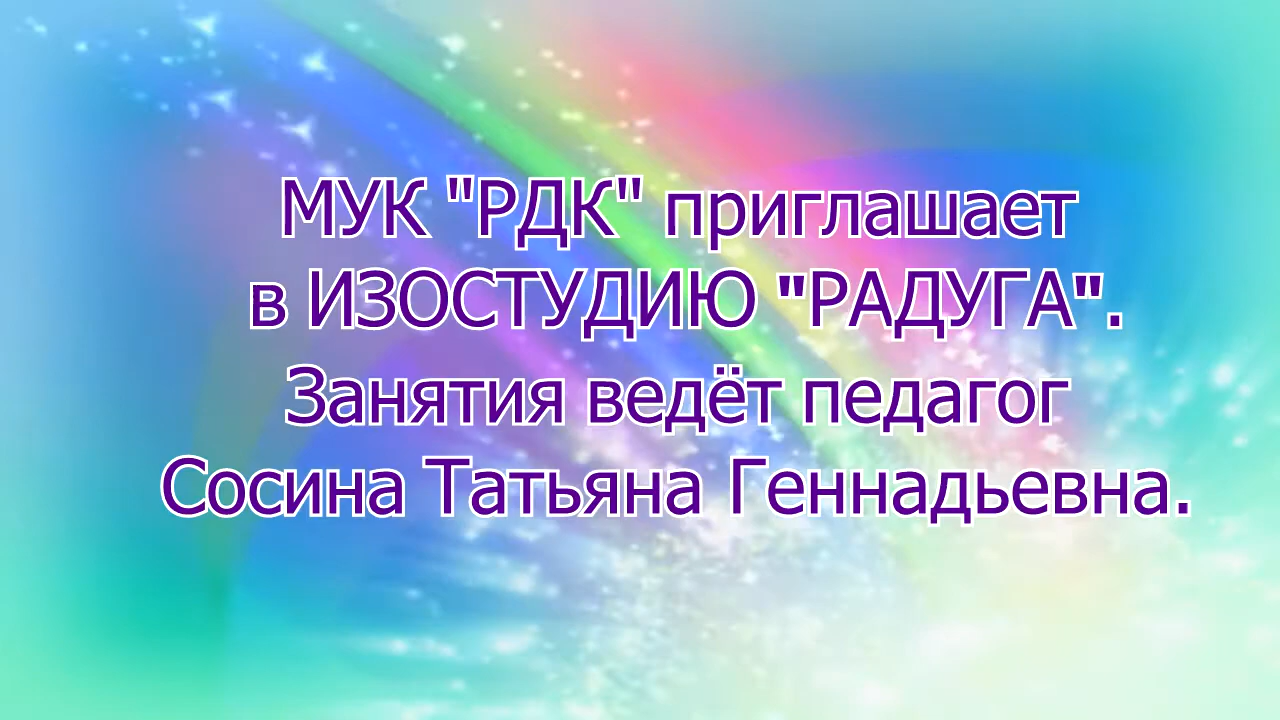 МУК "РДК" приглашает
в ИЗОСТУДИЮ "РАДУГА".
Занятия ведёт педагог
Сосина Татьяна Геннадьевна.